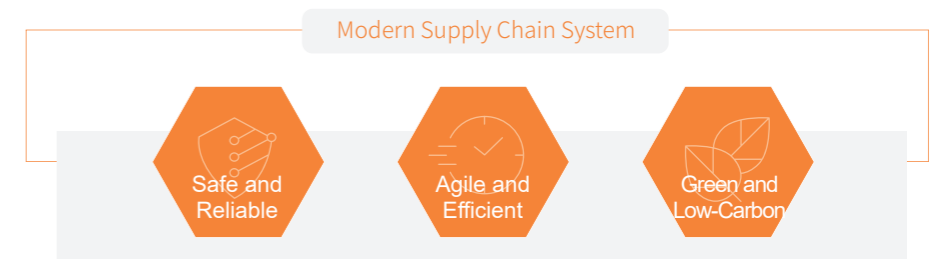 Modern Supply Chain System
Safe and
Reliable
Agile and
Efficient
Green and
Low-Carbon